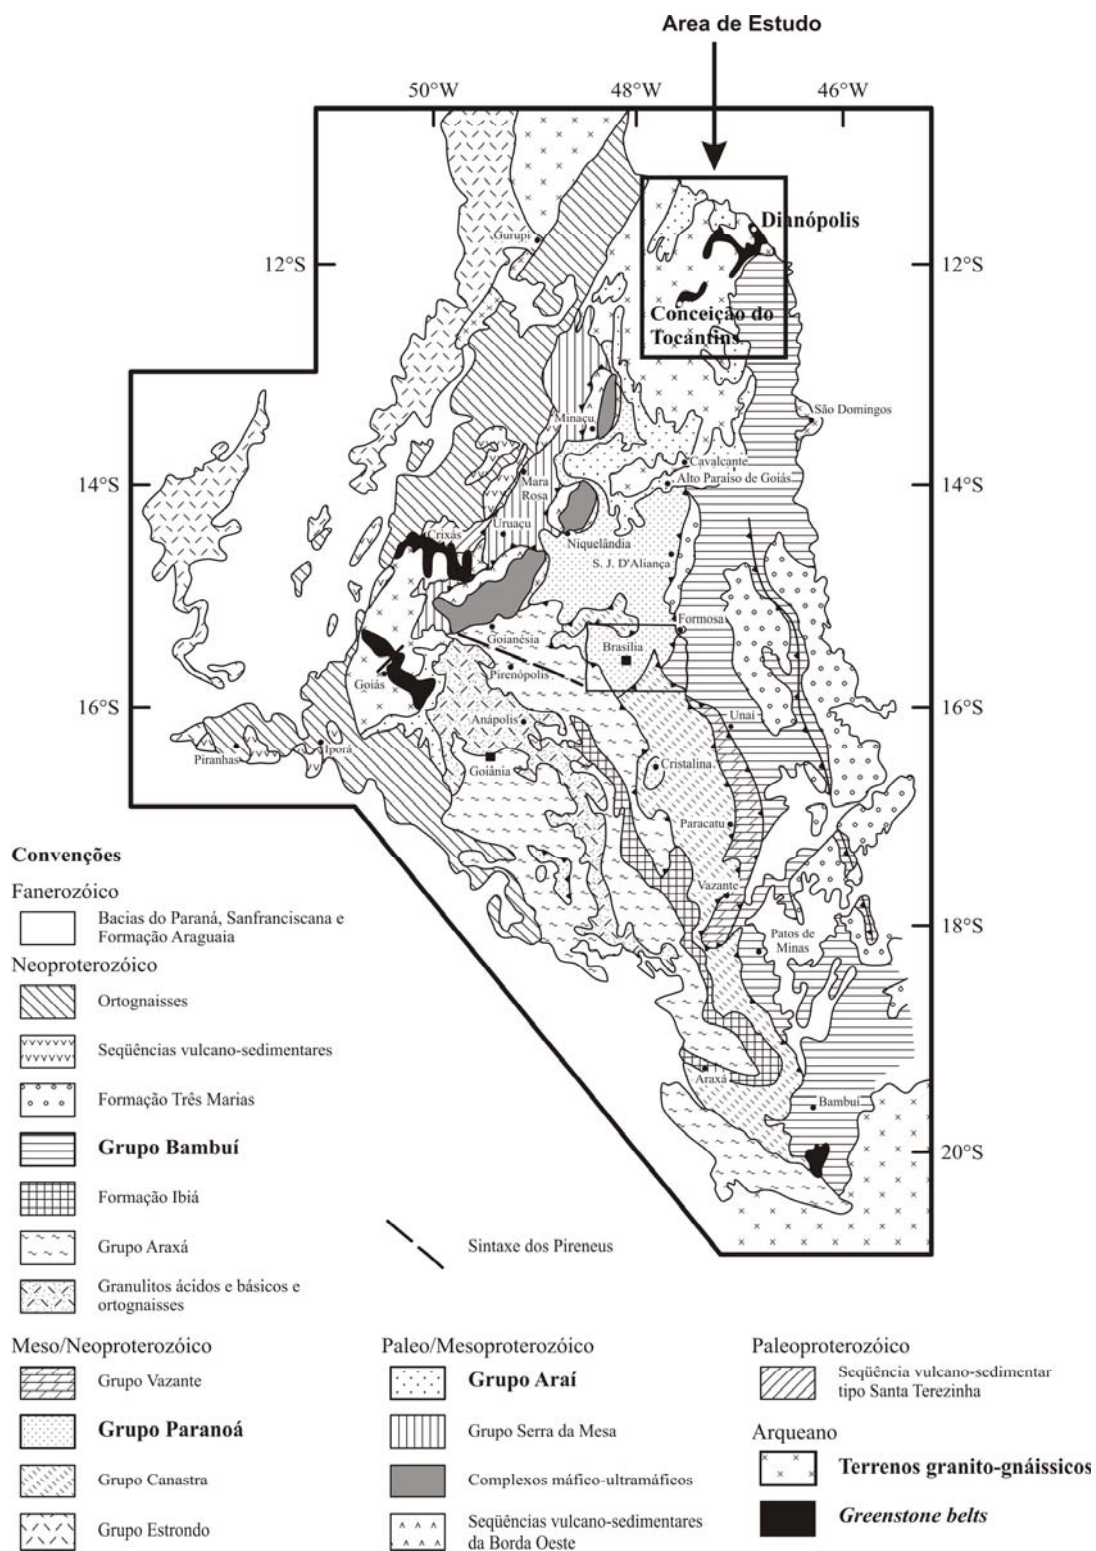 Area de Estudo
50°W
48°W
46°W
Dianópolis
Gurupi
12°S
12°S
Conceição do
Tocantins
São Domingos
Minaçu
Cavalcante
Alto Paraíso de Goiás
14°S
14°S
Mara
Rosa
Uruaçu
Crixás
Niquelândia
S. J. D'Aliança
Formosa
Goianésia
Brasília
Pirenópolis
Goiás
16°S
16°S
Anápolis
Unaí
Iporá
Piranhas
Goiânia
Cristalina
Paracatu
Vazante
Patos de
Minas
18°S
Araxá
Bambuí
20°S
Convenções
Fanerozóico
Bacias do Paraná, Sanfranciscana e
Formação Araguaia
Neoproterozóico
Ortognaisses
Seqüências vulcano-sedimentares
Formação Três Marias
Grupo Bambuí
Formação Ibiá
Grupo Araxá
Granulitos ácidos e básicos e
ortognaisses
Sintaxe dos Pireneus
Meso/Neoproterozóico
Grupo Vazante
Grupo Paranoá
Grupo Canastra
Grupo Estrondo
Paleo/Mesoproterozóico
Grupo Araí
Grupo Serra da Mesa
Complexos máfico-ultramáficos
Seqüências vulcano-sedimentares
da Borda Oeste
Paleoproterozóico
Seqüência vulcano-sedimentar
tipo Santa Terezinha
Arqueano
Terrenos granito-gnáissicos
Greenstone belts